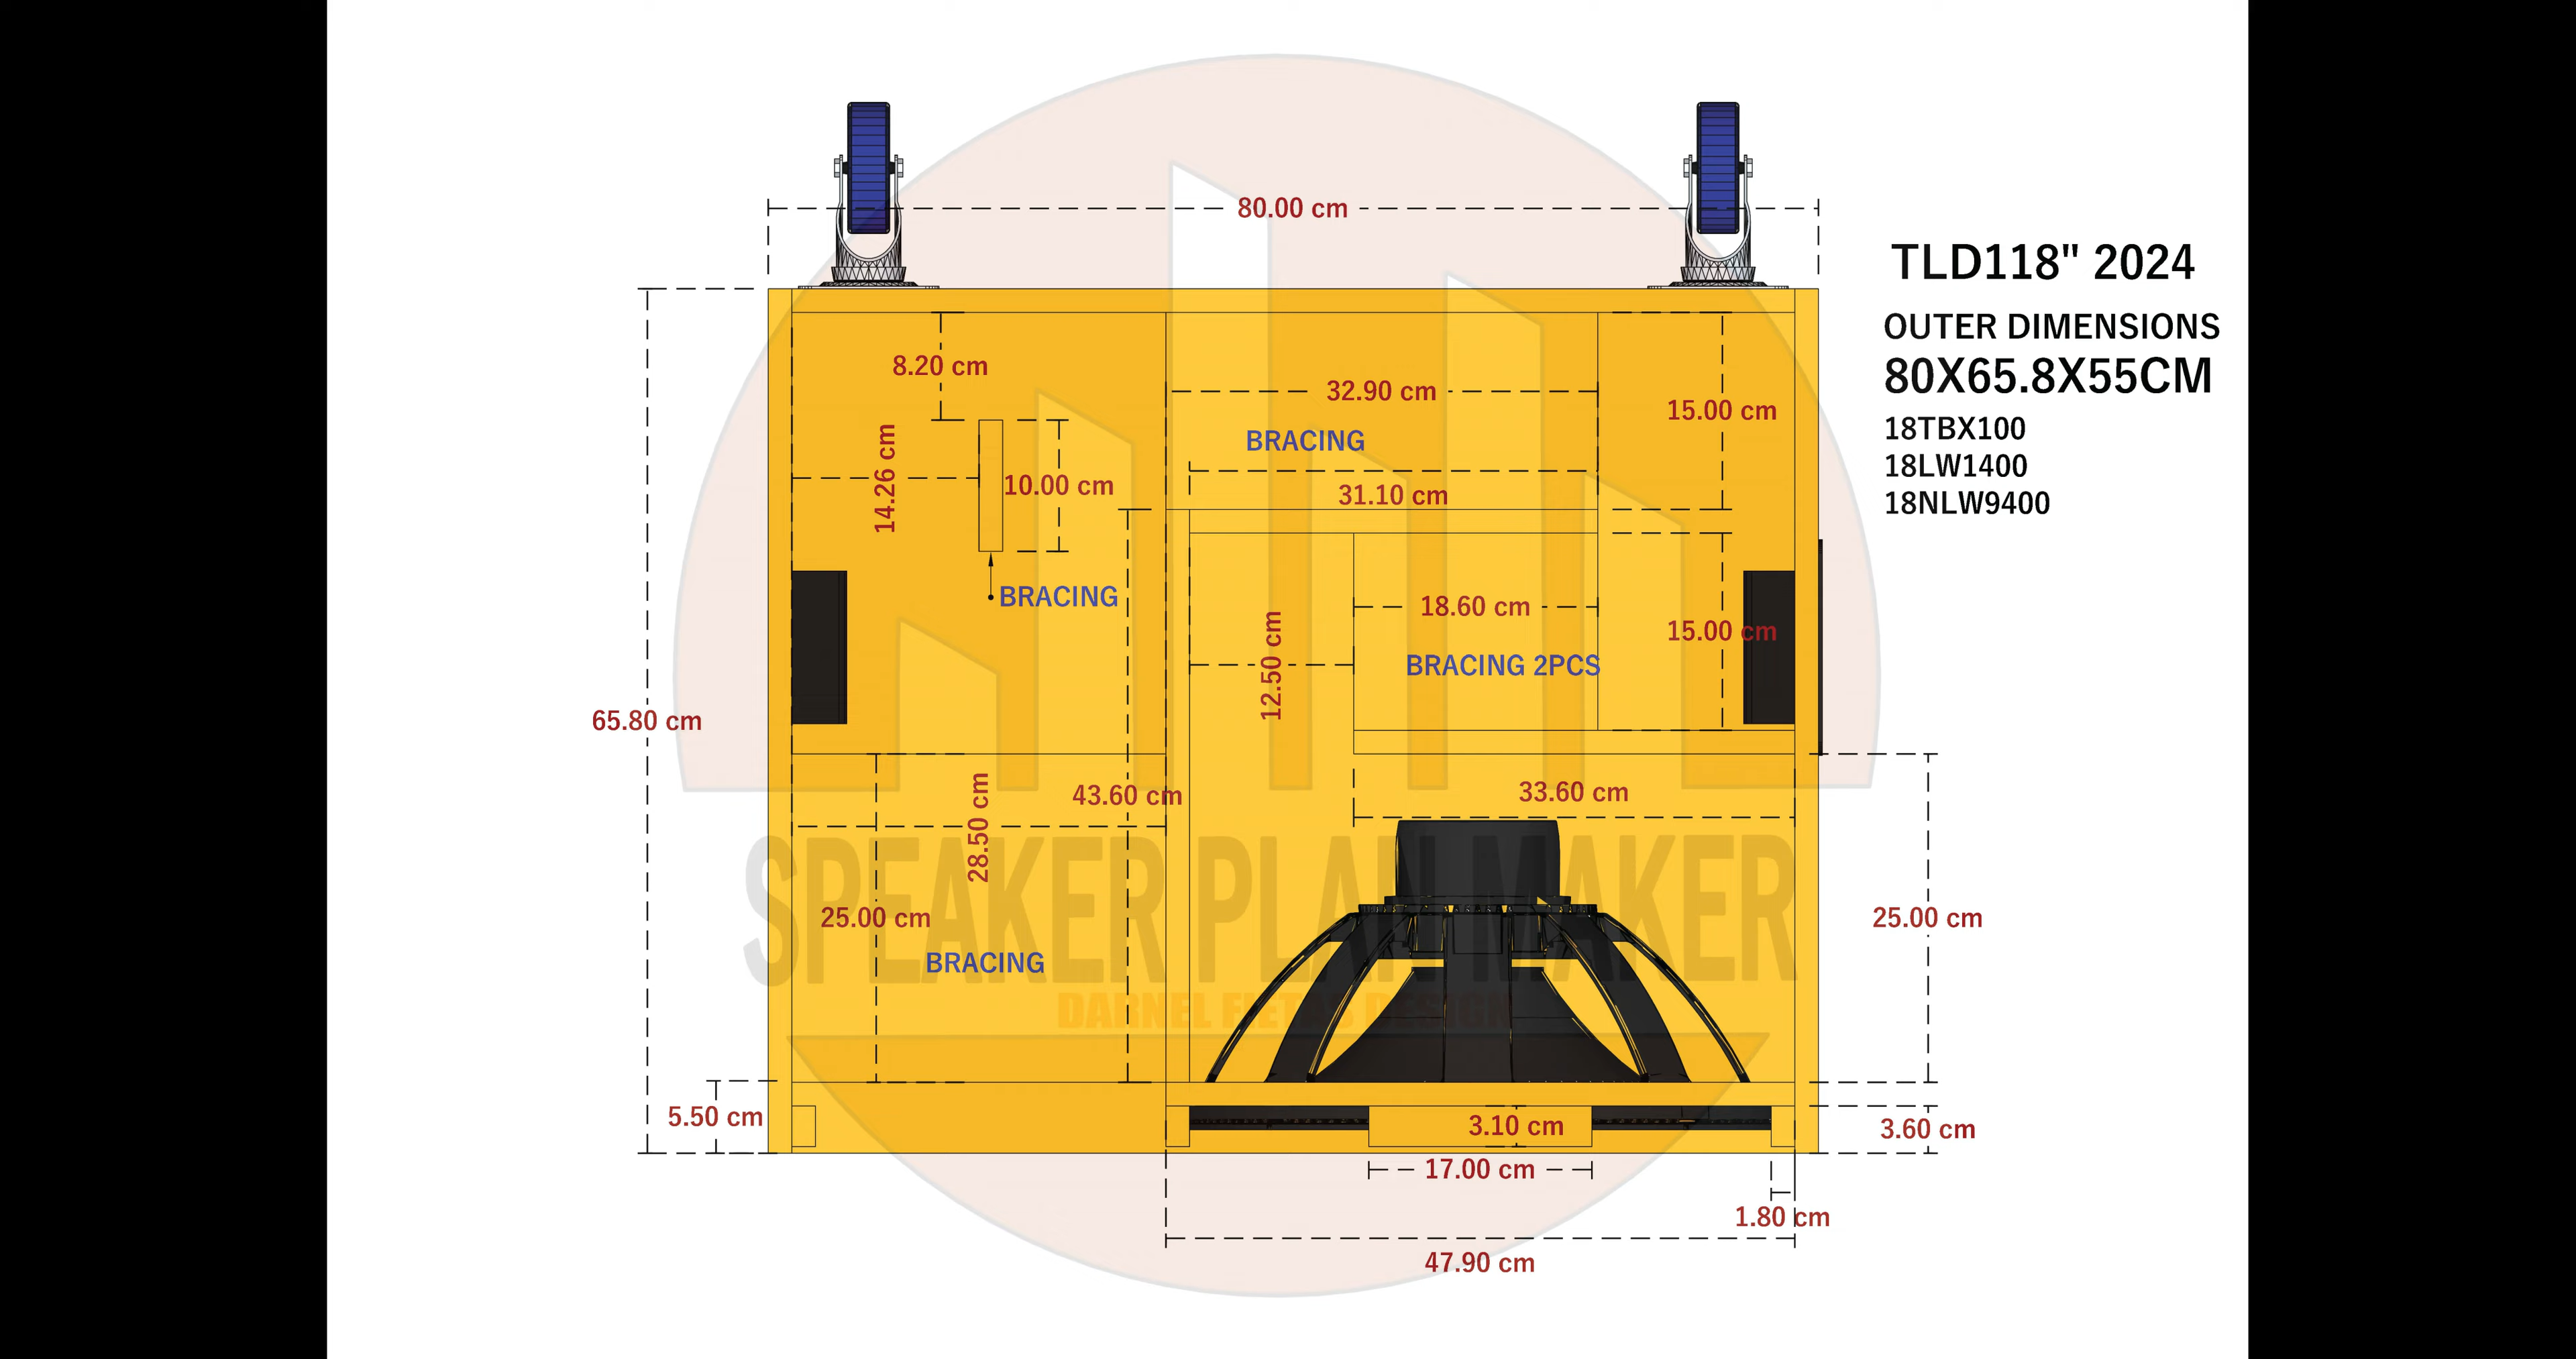 80.00 cm
TLD118" 2024
OUTER DIMENSIONS
80X65.8X55CM
18TBX100
18LW1400
18NLW9400
8.20 cm
32.90 cm
15.00 cm
BRACING
14.26 cm
10.00 cm
31.10 cm
BRACING
18.60 cm
15.00 cm
12.50 cm
BRACING 2PCS
65.80 cm
43.60 cm
33.60 cm
28.50 cm
SPEAKER PLAN MAKER
25.00 cm
25.00 cm
BRACING
DARNEL FIETAS DESIGN
5.50 cm
3.10 cm
3.60 cm
17.00 cm
1.80 cm
47.90 cm